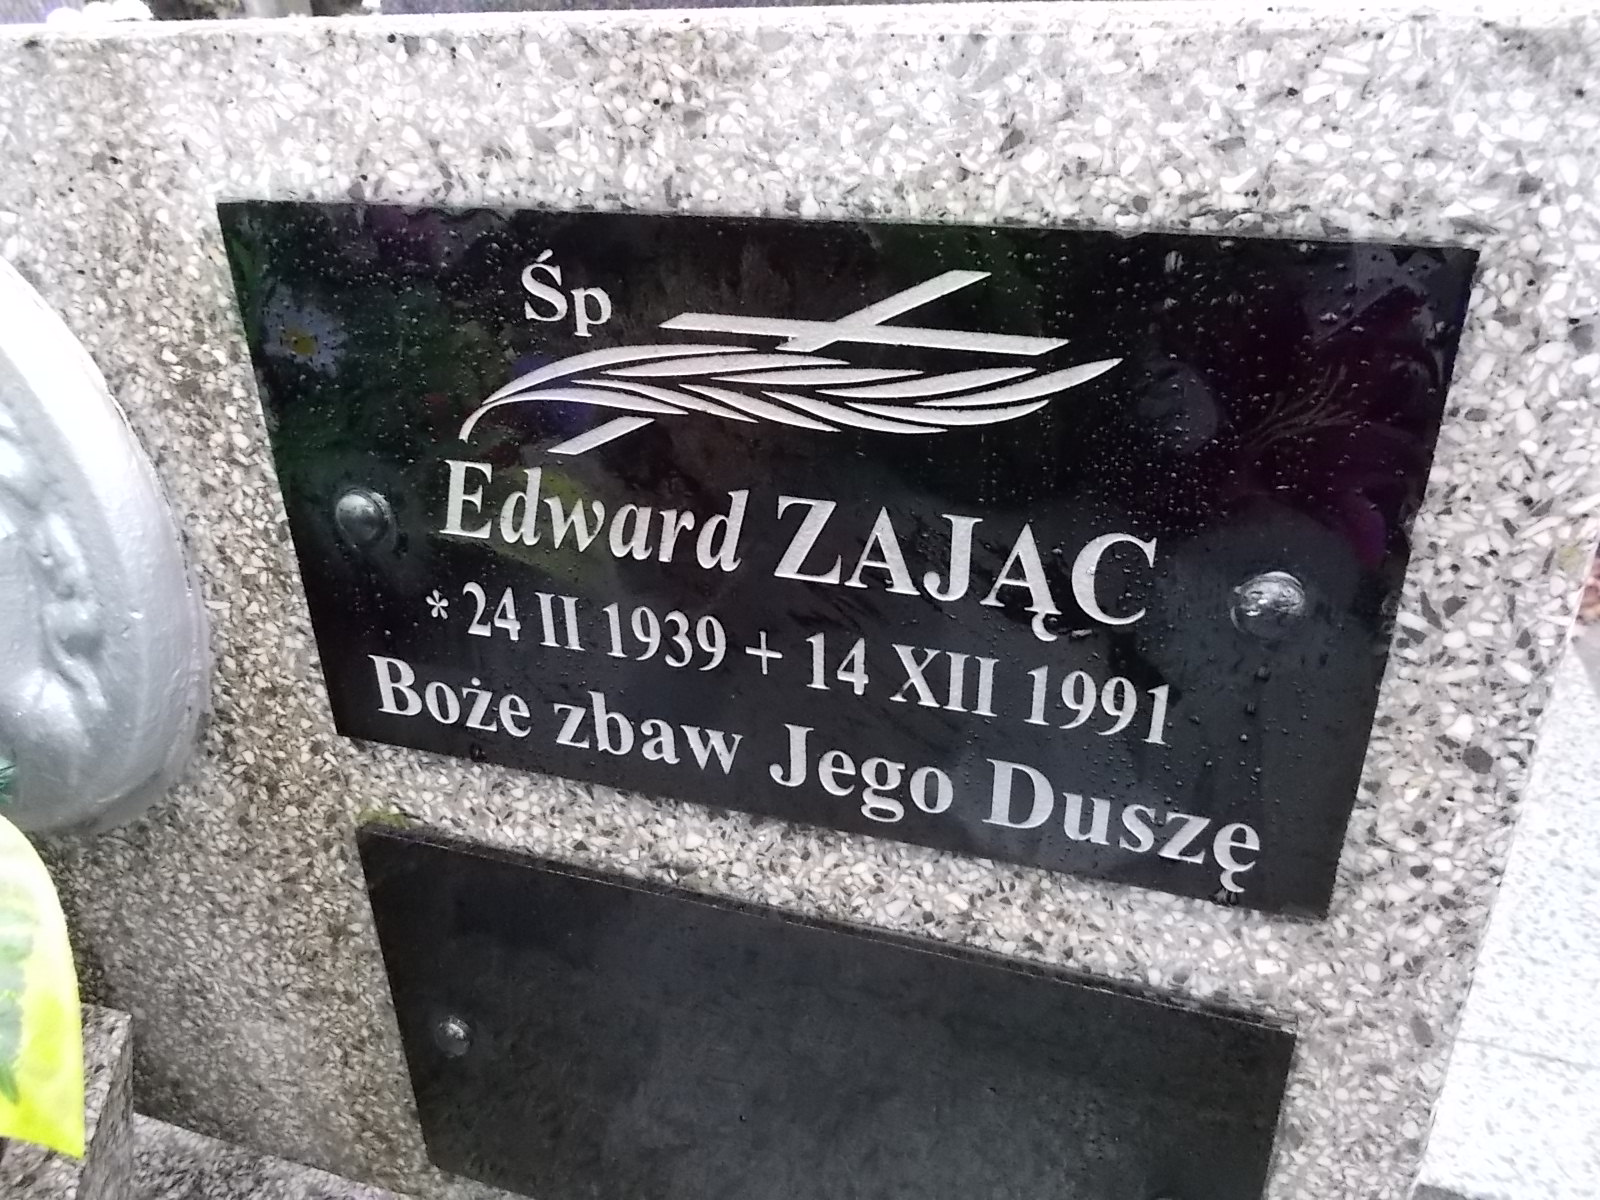 Śp
Edward ZAJĄC
* 24 II 1939 + 14 XII 1991
Boże zbaw Jego Duszę